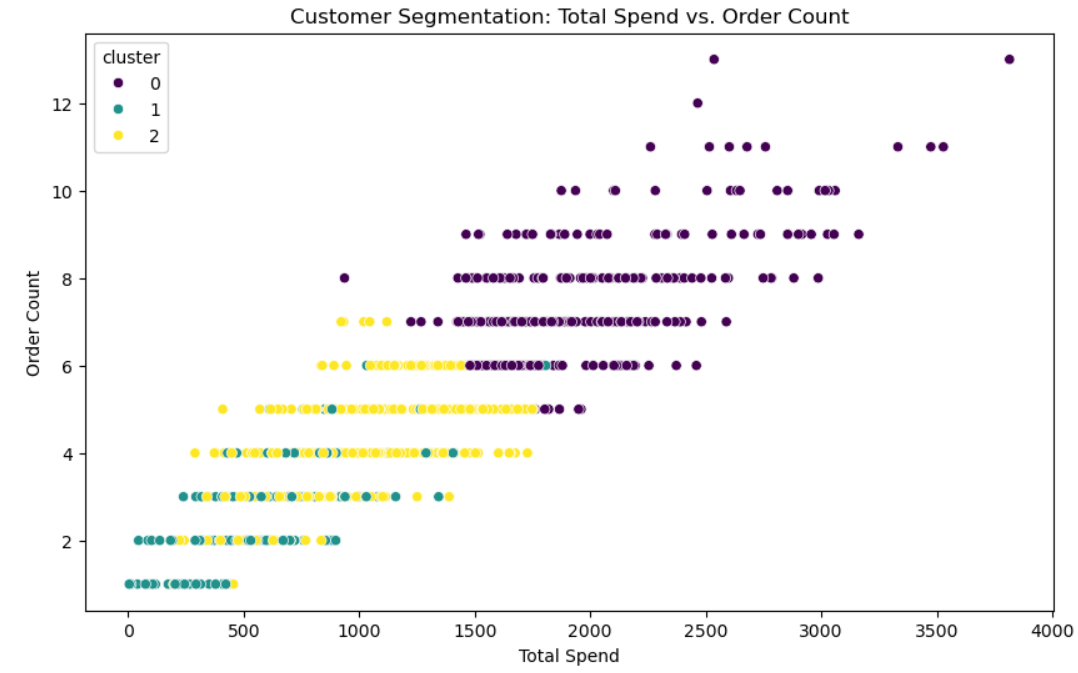 Customer Segmentation: Total Spend vs. Order Count
cluster
0
1
2
12
10
8
6
4
2
Order Count
0 500 1000 1500 2000 2500 3000 3500 4000
Total Spend